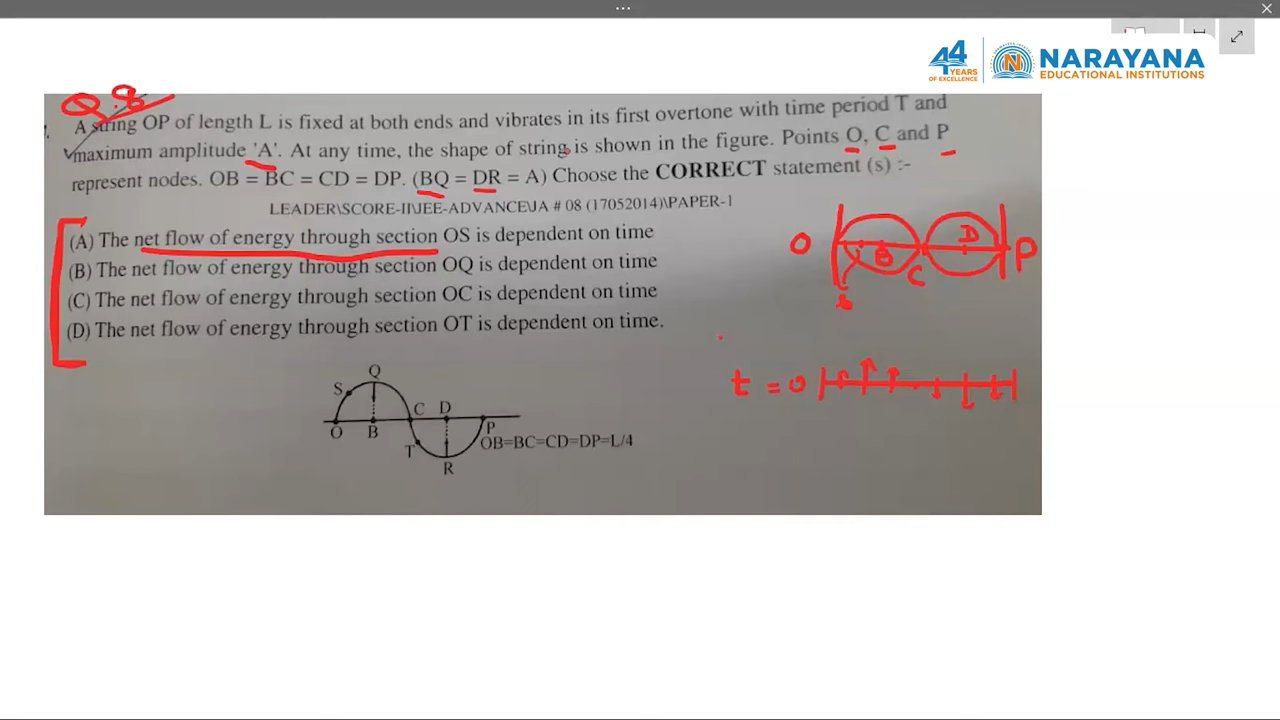 44
YEARS
OF EXCELLENCE
N
NARAYANA
EDUCATIONAL INSTITUTIONS
Q.8
A string OP of length L is fixed at both ends and vibrates in its first overtone with time period T and
maximum amplitude 'A'. At any time, the shape of string is shown in the figure. Points O, C and P
represent nodes. OB = BC = CD = DP. (BQ = DR = A) Choose the CORRECT statement (s) :-
LEADER\SCORE-II\JEE-ADVANCE\JA # 08 (17052014)\PAPER-1
(A) The net flow of energy through section OS is dependent on time
(B) The net flow of energy through section OQ is dependent on time
(C) The net flow of energy through section OC is dependent on time
(D) The net flow of energy through section OT is dependent on time.
O B C D P
t = 0
Q
S
C D
O B P
T OB=BC=CD=DP=L/4
R